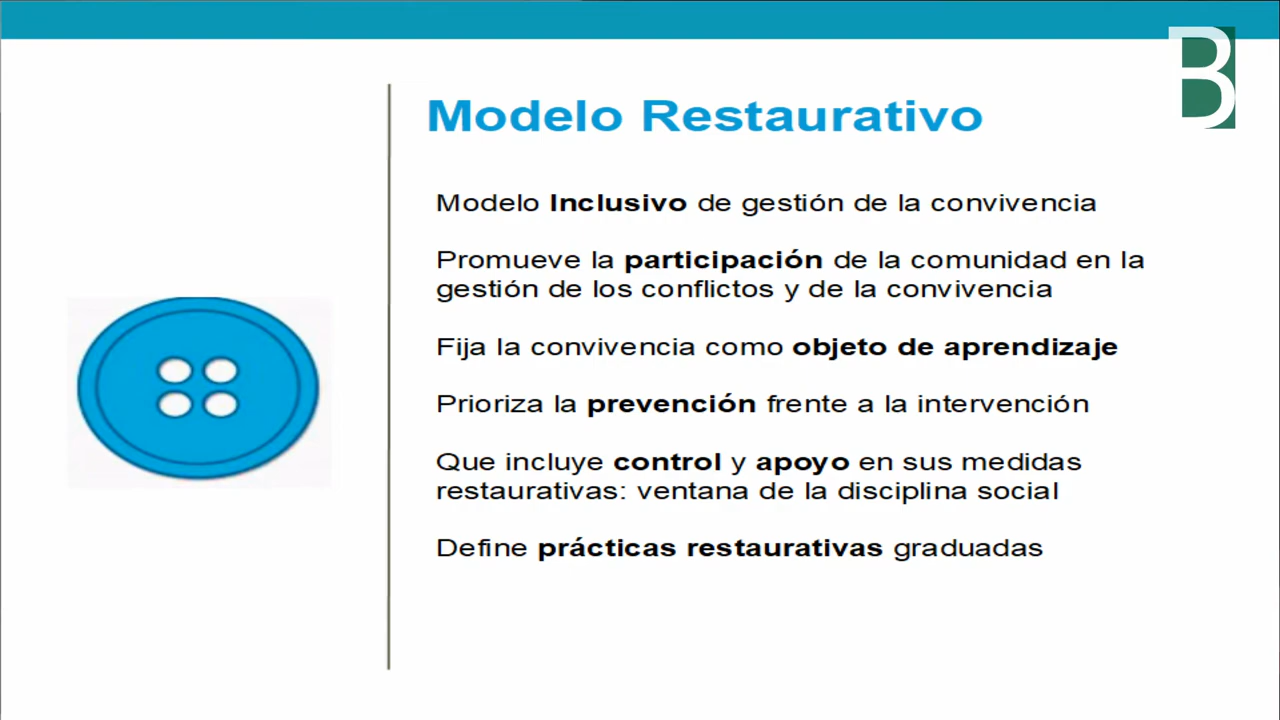 B
Modelo Restaurativo
Modelo Inclusivo de gestión de la convivencia
Promueve la participación de la comunidad en la
gestión de los conflictos y de la convivencia
Fija la convivencia como objeto de aprendizaje
Prioriza la prevención frente a la intervención
Que incluye control y apoyo en sus medidas
restaurativas: ventana de la disciplina social
Define prácticas restaurativas graduadas